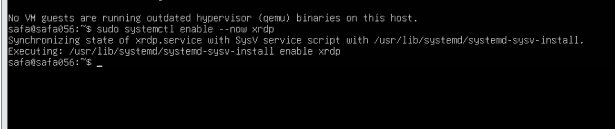 No VM guests are running outdated hypervisor (qemu) binaries on this host.
safa@safa056:~$ sudo systemctl enable --now xrdp
Synchronizing state of xrdp.service with SysV service script with /usr/lib/systemd/systemd-sysv-install.
Executing: /usr/lib/systemd/systemd-sysv-install enable xrdp
safa@safa056:~$ _